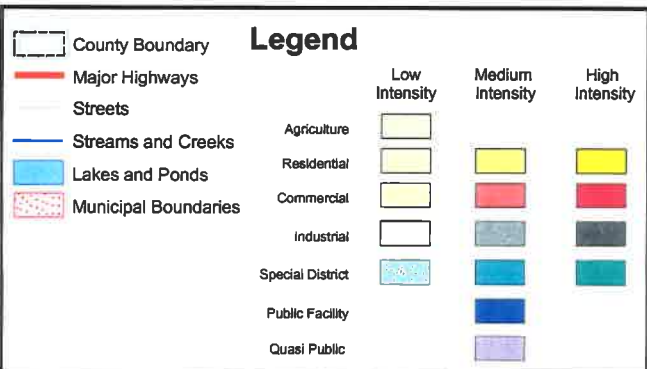 Legend
County Boundary
Major Highways
Streets
Streams and Creeks
Lakes and Ponds
Municipal Boundaries
Low Intensity
Medium Intensity
High Intensity
Agriculture
Residential
Commercial
Industrial
Special District
Public Facility
Quasi Public